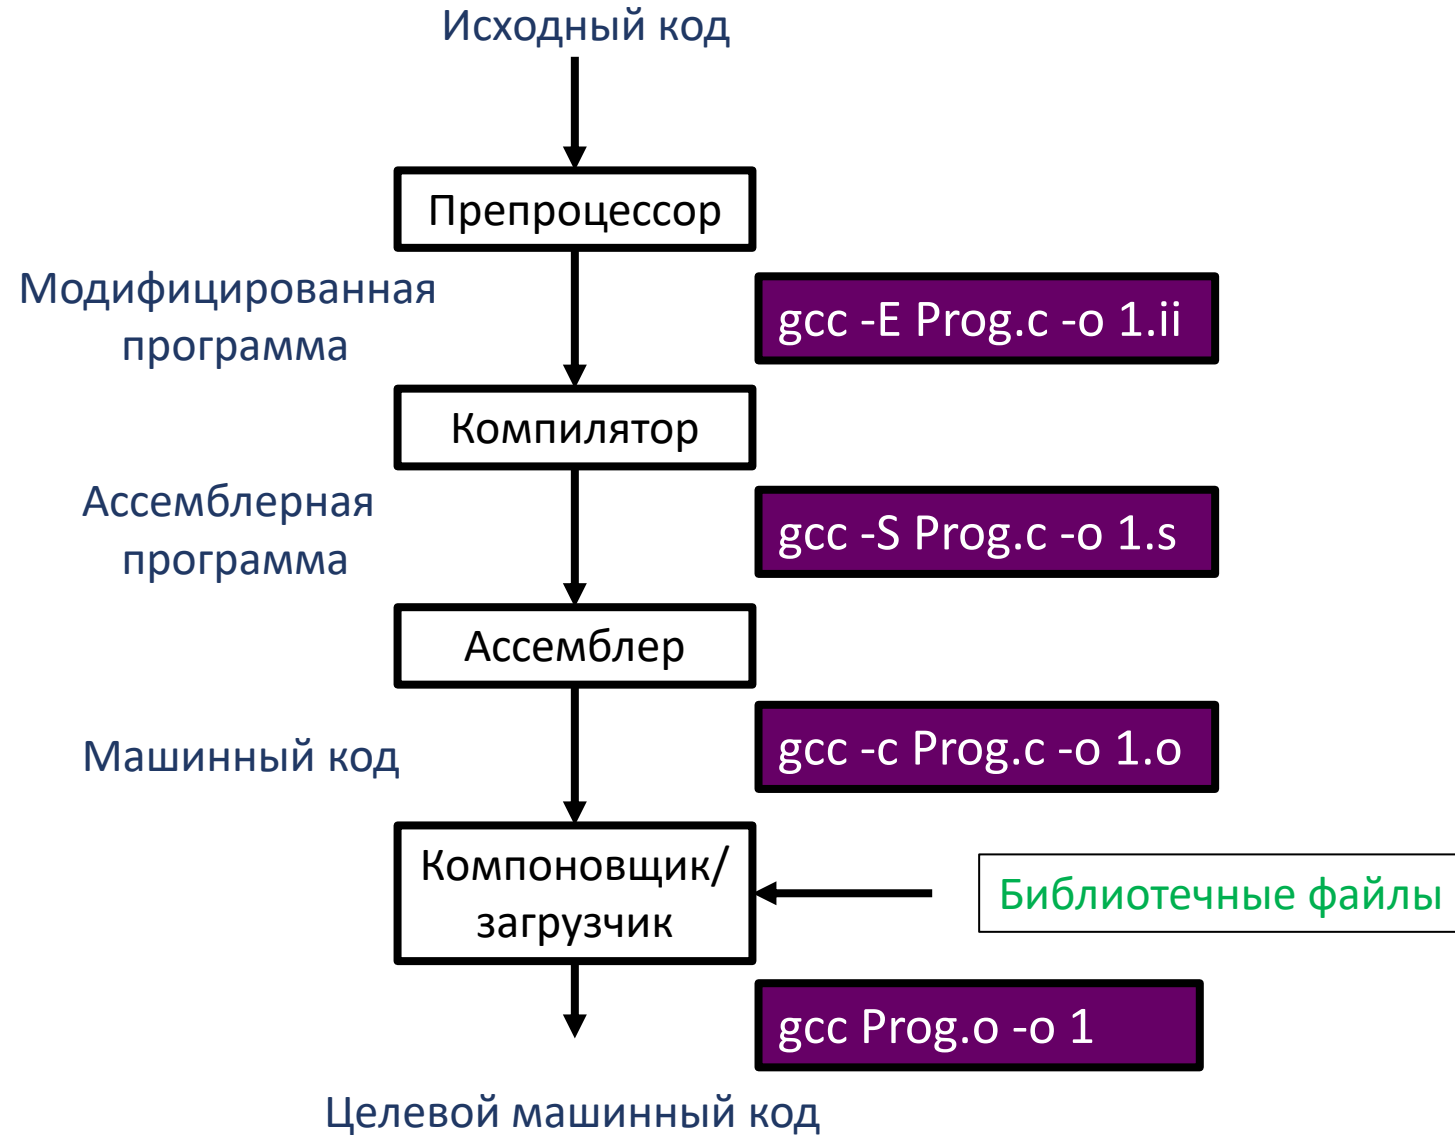 Исходный код
Препроцессор
Модифицированная
программа
gcc -E Prog.c -o 1.ii
Компилятор
Ассемблерная
программа
gcc -S Prog.c -o 1.s
Ассемблер
Машинный код
gcc -c Prog.c -o 1.o
Компоновщик/
загрузчик
Библиотечные файлы
gcc Prog.o -o 1
Целевой машинный код